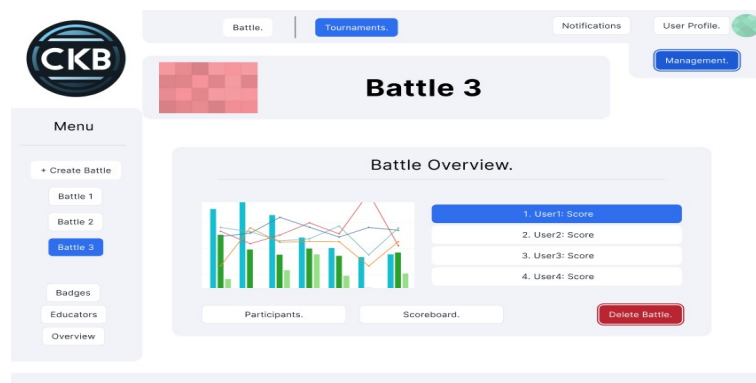 CKB
Battle.
Tournaments.
Notifications
User Profile.
Management.
Battle 3
Menu
+ Create Battle
Battle 1
Battle 2
Battle 3
Badges
Educators
Overview
Battle Overview.
1. User1: Score
2. User2: Score
3. User3: Score
4. User4: Score
Participants.
Scoreboard.
Delete Battle.